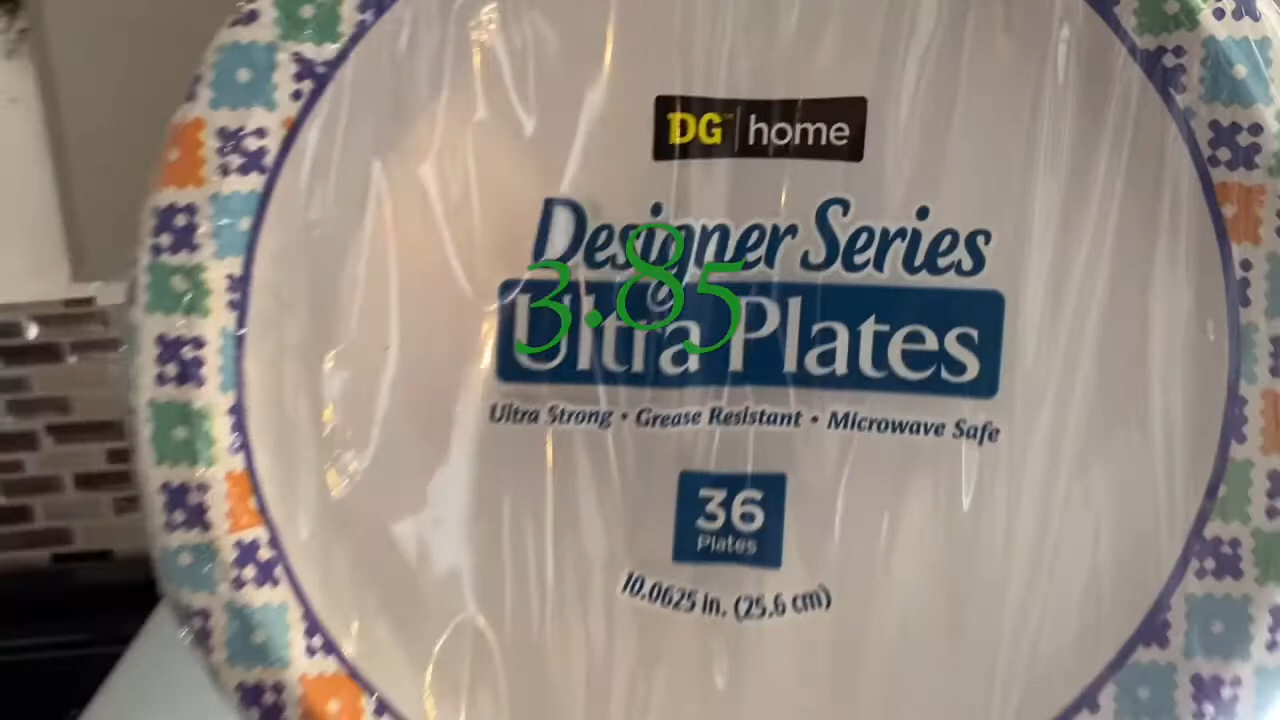 DG home
Designer Series
3.85
Ultra Plates
Ultra Strong • Grease Resistant • Microwave Safe
36
Plates
10.0625 in. (25.6 cm)